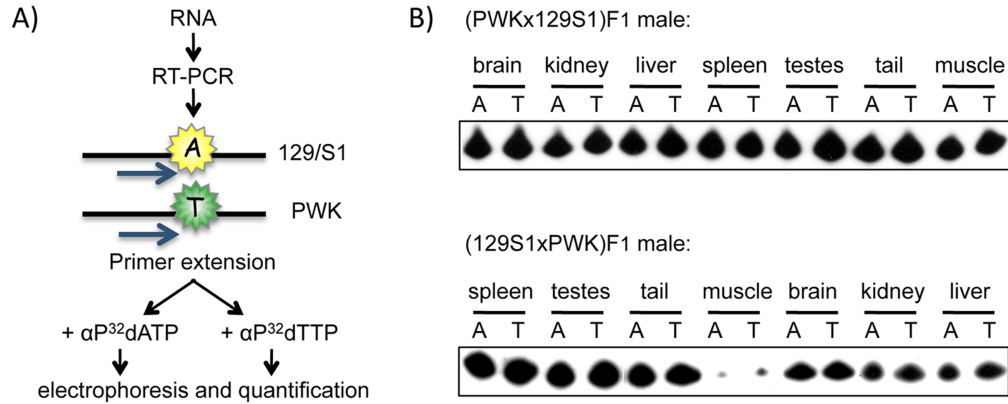 A)
RNA
RT-PCR
A
129/S1
T
PWK
Primer extension
+ αP³²dATP + αP³²dTTP
electrophoresis and quantification
B)
(PWKx129S1)F1 male:
brain kidney liver spleen testes tail muscle
A T A T A T A T A T A T A T
(129S1xPWK)F1 male:
spleen testes tail muscle brain kidney liver
A T A T A T A T A T A T A T